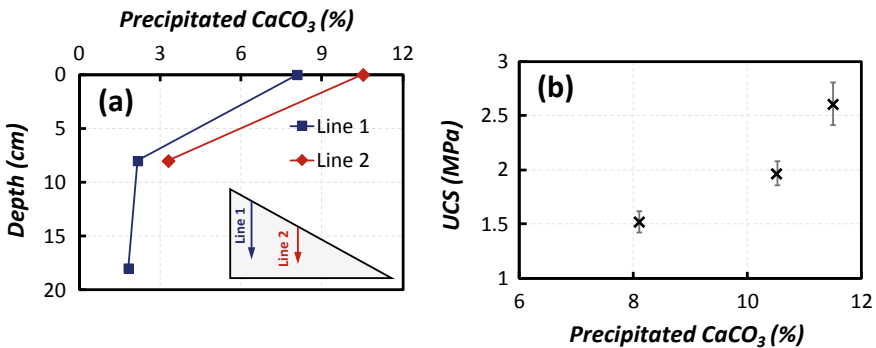 Precipitated CaCO₃ (%)
0 3 6 9 12
Depth (cm)
0
5
10
15
20
(a)
Line 1
Line 2
Line 1
Line 2
(b)
UCS (MPa)
3
2.5
2
1.5
1
6 8 10 12
Precipitated CaCO₃ (%)